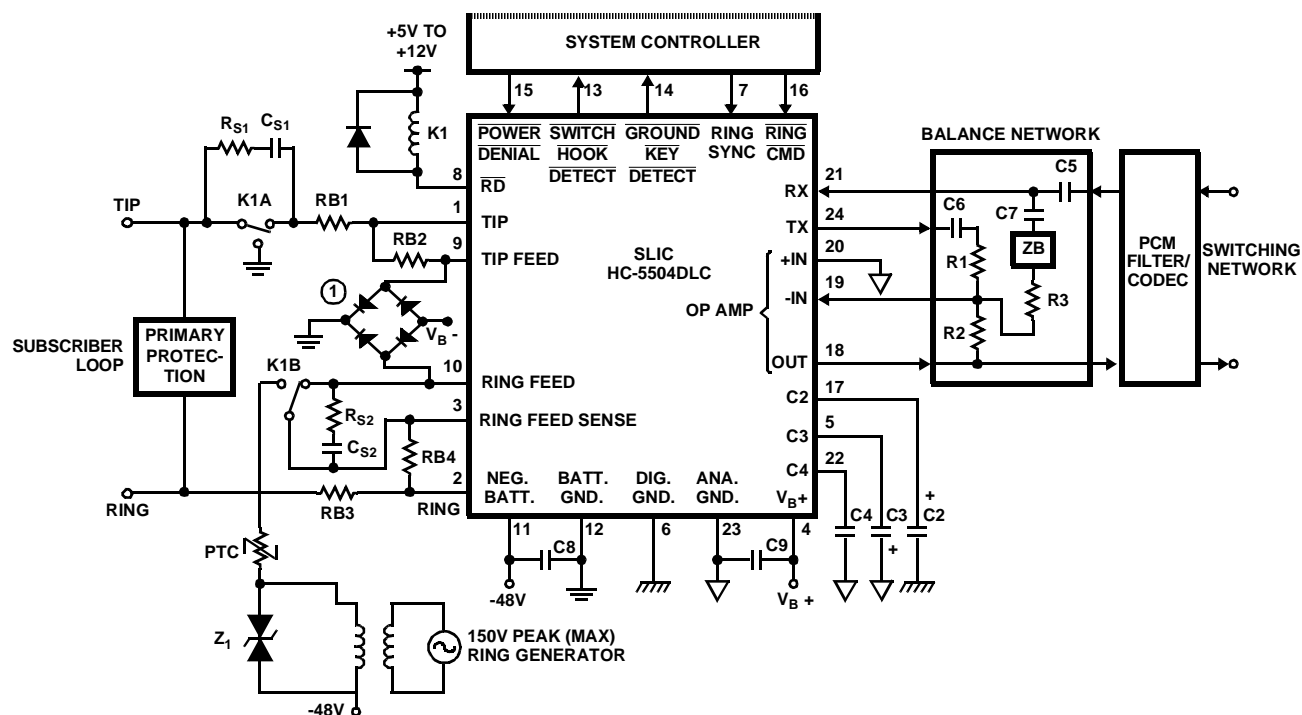 SYSTEM CONTROLLER
+5V TO
+12V
15
13
14
7
16
K1
RS1
CS1
POWER
DENIAL
SWITCH
HOOK
DETECT
GROUND
KEY
DETECT
RING
SYNC
RING
CMD
BALANCE NETWORK
8
RD
21
RX
C5
TIP
K1A
RB1
1
TIP
24
TX
C6
C7
RB2
9
TIP FEED
SLIC
HC-5504DLC
20
+IN
R1
ZB
PCM
FILTER/
CODEC
SWITCHING
NETWORK
1
VB -
OP AMP
19
-IN
R3
R2
SUBSCRIBER
LOOP
PRIMARY
PROTEC-
TION
K1B
10
RING FEED
18
OUT
RS2
CS2
3
RING FEED SENSE
17
C2
5
C3
RB4
22
C4
2
RING
NEG.
BATT.
BATT.
GND.
DIG.
GND.
ANA.
GND.
VB+
RING
RB3
11
12
6
23
4
C8
C9
C4
C3
+
+
C2
-48V
VB +
PTC
Z1
150V PEAK (MAX)
RING GENERATOR
-48V